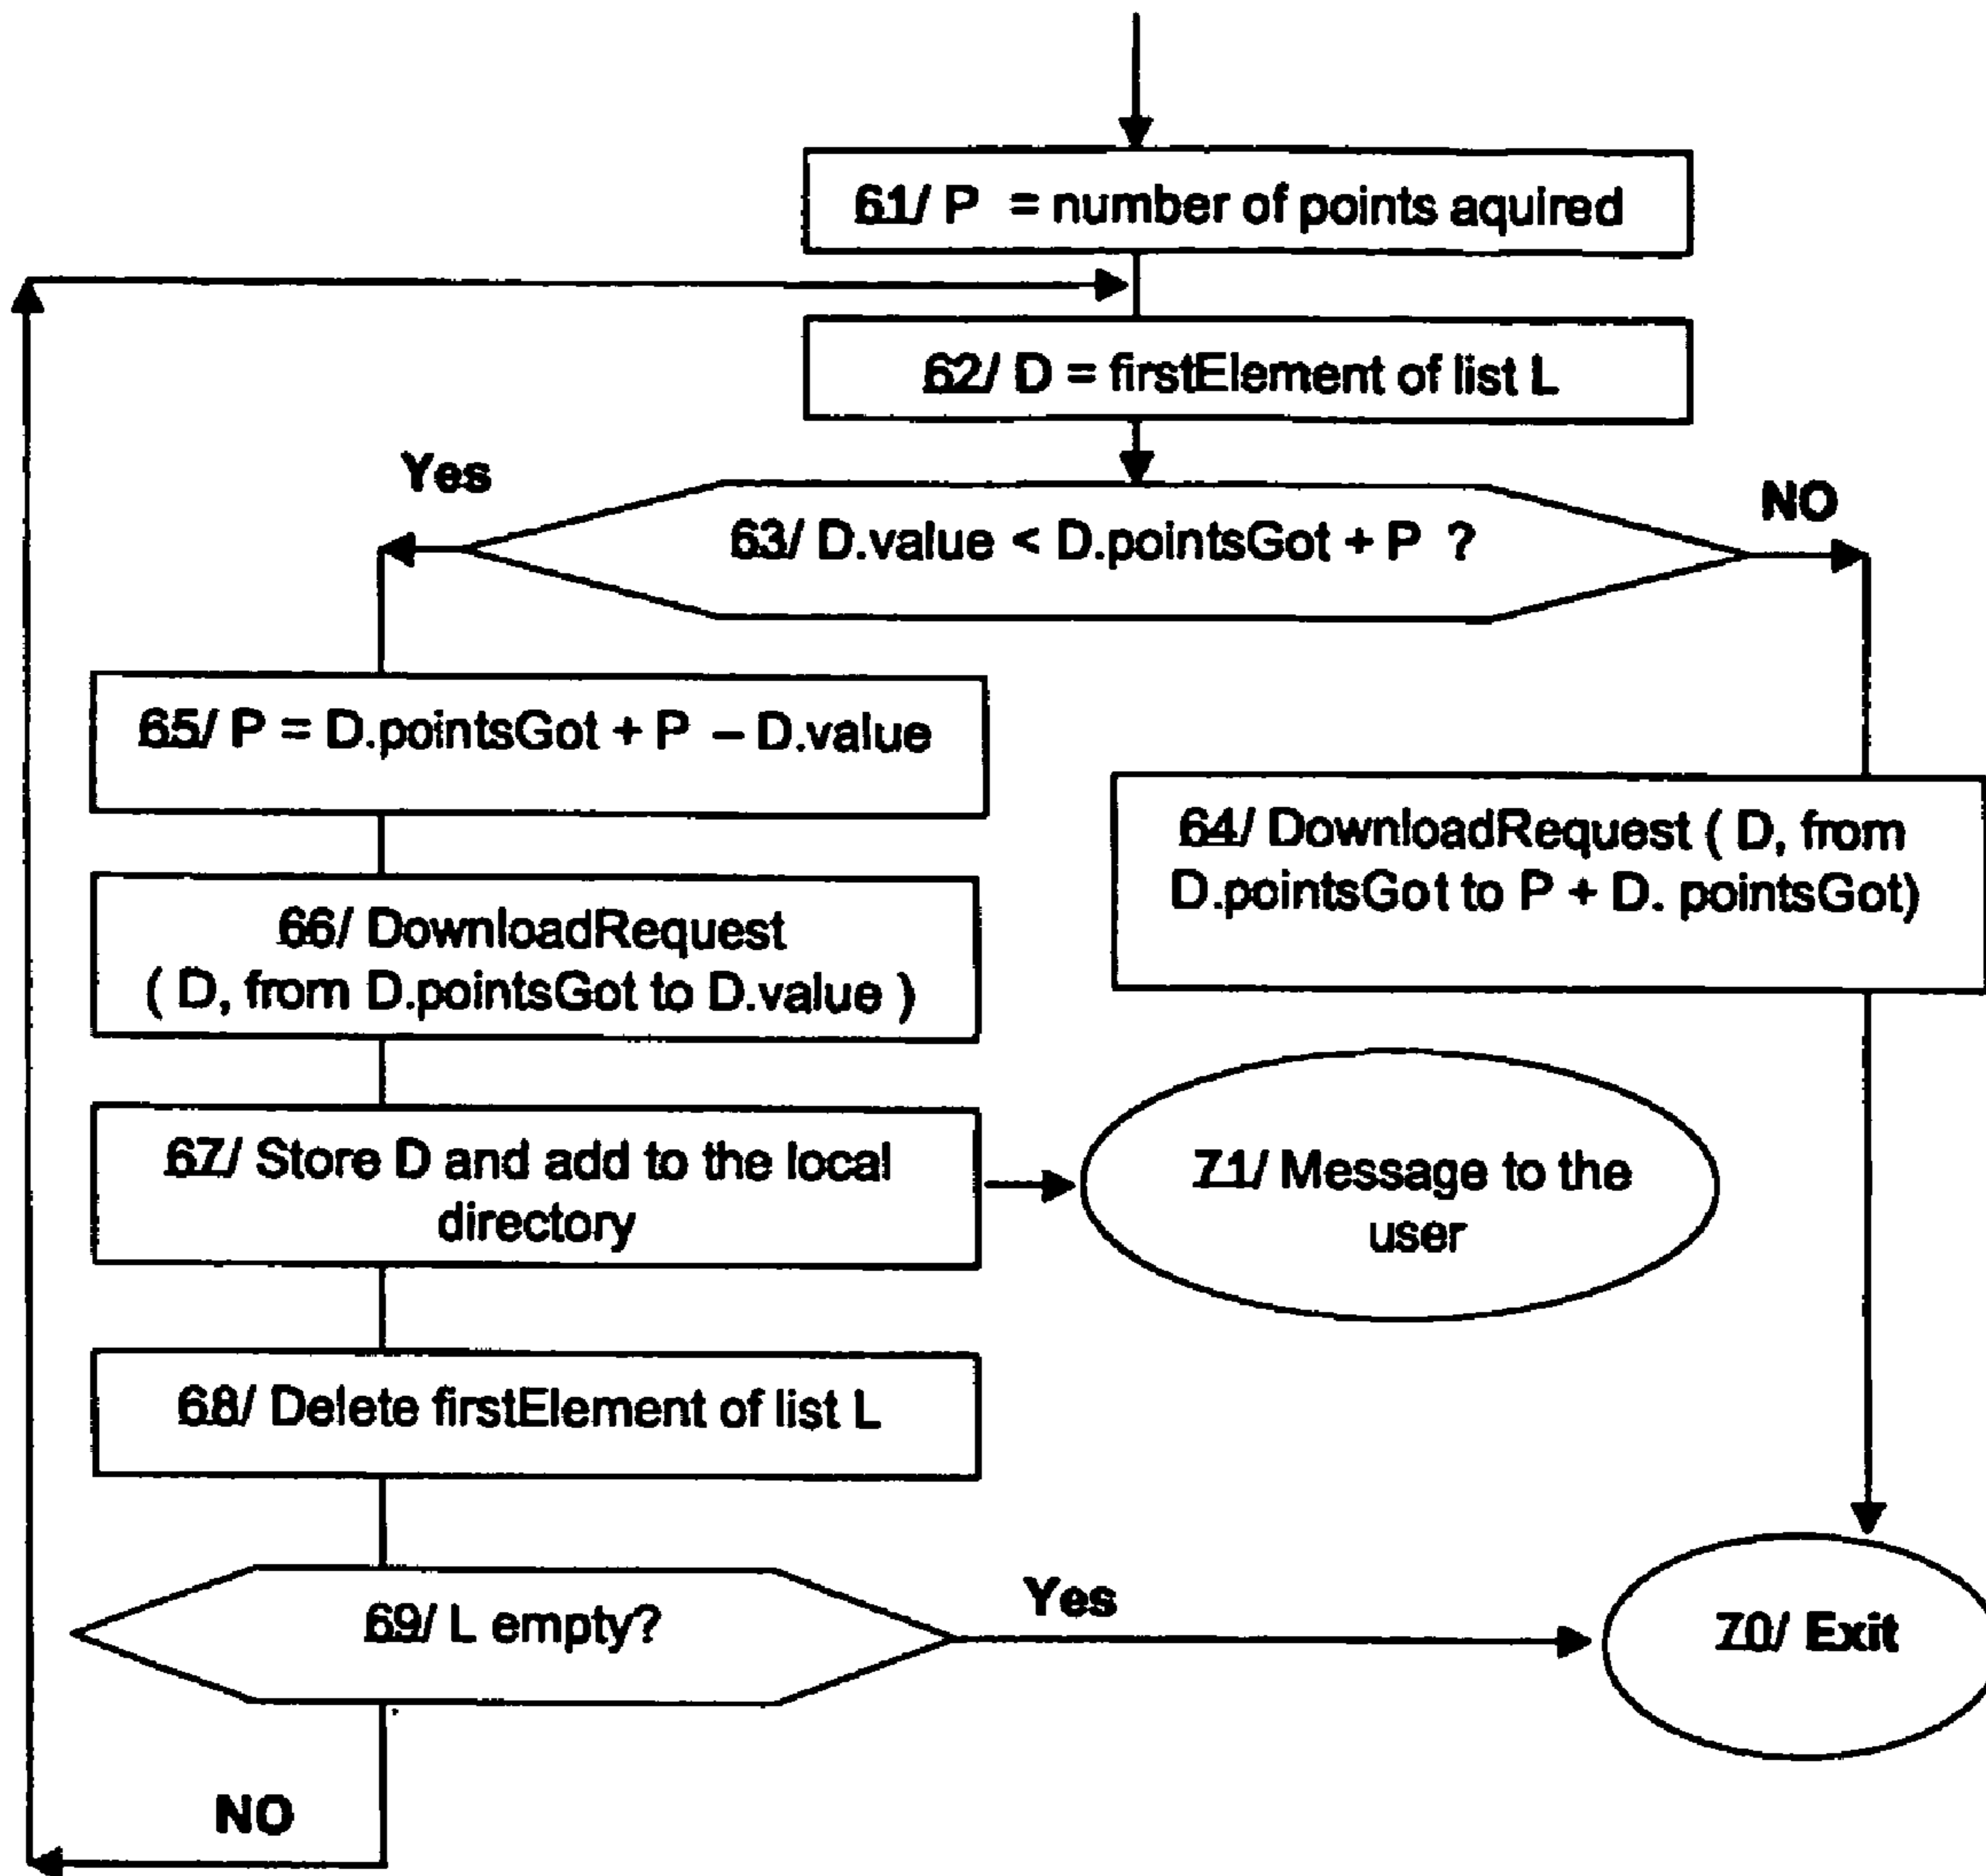 61/ P = number of points aquired
62/ D = firstElement of list L
Yes
NO
63/ D.value < D.pointsGot + P ?
65/ P = D.pointsGot + P – D.value
64/ DownloadRequest ( D, from
D.pointsGot to P + D. pointsGot)
66/ DownloadRequest
( D, from D.pointsGot to D.value )
67/ Store D and add to the local
directory
71/ Message to the
user
68/ Delete firstElement of list L
69/ L empty?
Yes
70/ Exit
NO